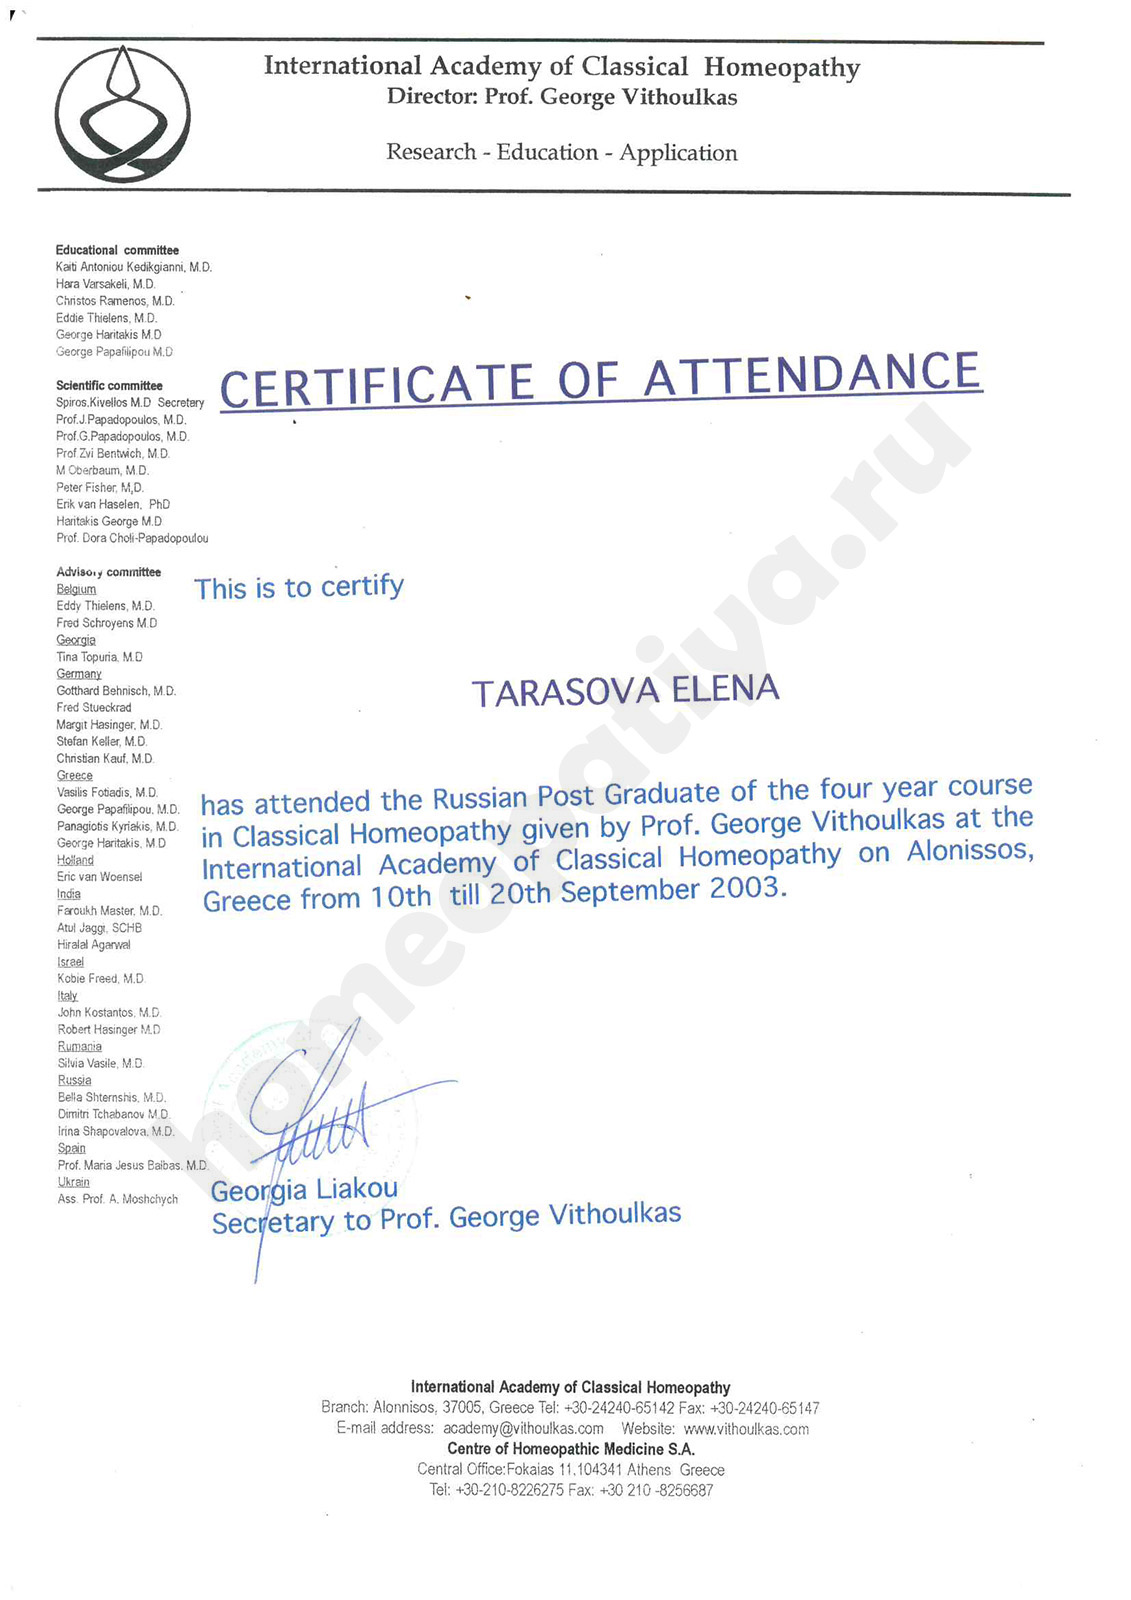 International Academy of Classical Homeopathy
Director: Prof. George Vithoulkas
Research - Education - Application
Educational committee
Kaiti Antoniou Kedikgianni, M.D.
Hara Varsakeli, M.D.
Christos Ramenos, M.D.
Eddie Thielens, M.D.
George Haritakis M.D
George Papafilipou M.D
Scientific committee
Spiros.Kivellos M.D Secretary
Prof.J.Papadopoulos, M.D.
Prof.G.Papadopoulos, M.D.
Prof.Zvi Bentwich, M.D.
M Oberbaum, M.D.
Peter Fisher, M,D.
Erik van Haselen, PhD
Haritakis George M.D
Prof. Dora Choli-Papadopoulou
Advisory committee
Belgium
Eddy Thielens, M.D.
Fred Schroyens M.D
Georgia
Tina Topuria, M.D
Germany
Gotthard Behnisch, M.D.
Fred Stueckrad
Margit Hasinger, M.D.
Stefan Keller, M.D.
Christian Kauf, M.D.
Greece
Vasilis Fotiadis, M.D.
George Papafilipou, M.D.
Panagiotis Kyriakis, M.D.
George Haritakis, M.D
Holland
Eric van Woensel
India
Faroukh Master, M.D.
Atul Jaggi, SCHB
Hiralal Agarwal
Israel
Kobie Freed, M.D.
Italy
John Kostantos, M.D.
Robert Hasinger M.D
Rumania
Silvia Vasile, M.D.
Russia
Bella Shternshis, M.D.
Dimitri Tchabanov M.D.
Irina Shapovalova, M.D.
Spain
Prof. Maria Jesus Balbas, M.D.
Ukrain
Ass. Prof. A. Moshchych
CERTIFICATE OF ATTENDANCE
This is to certify
TARASOVA ELENA
has attended the Russian Post Graduate of the four year course
in Classical Homeopathy given by Prof. George Vithoulkas at the
International Academy of Classical Homeopathy on Alonissos,
Greece from 10th till 20th September 2003.
Georgia Liakou
Secretary to Prof. George Vithoulkas
homeopatiya.ru
International Academy of Classical Homeopathy
Branch: Alonnisos, 37005, Greece Tel: +30-24240-65142 Fax: +30-24240-65147
E-mail address: academy@vithoulkas.com Website: www.vithoulkas.com
Centre of Homeopathic Medicine S.A.
Central Office:Fokaias 11,104341 Athens Greece
Tel: +30-210-8226275 Fax: +30 210 -8256687